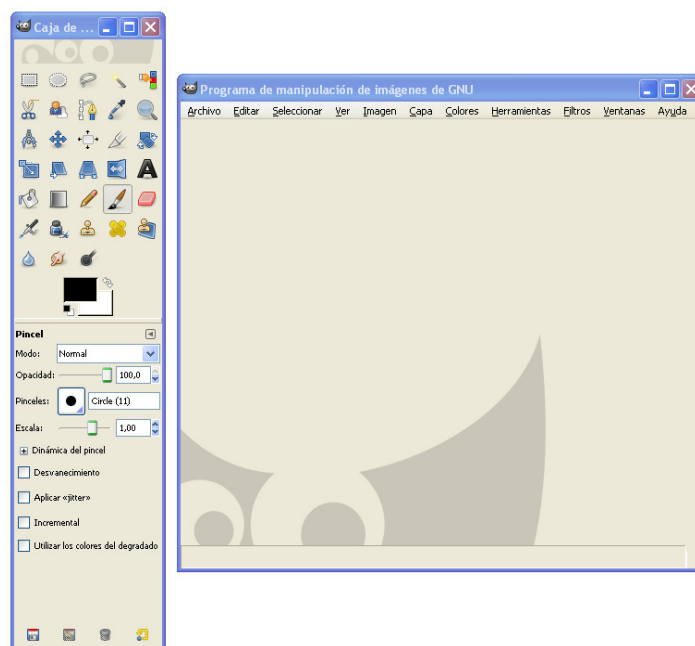 Caja de ...
Programa de manipulación de imágenes de GNU
Archivo Editar Seleccionar Ver Imagen Capa Colores Herramientas Filtros Ventanas Ayuda
Pincel
Modo: Normal
Opacidad: 100,0
Pinceles: Circle (11)
Escala: 1,00
Dinámica del pincel
Desvanecimiento
Aplicar «jitter»
Incremental
Utilizar los colores del degradado